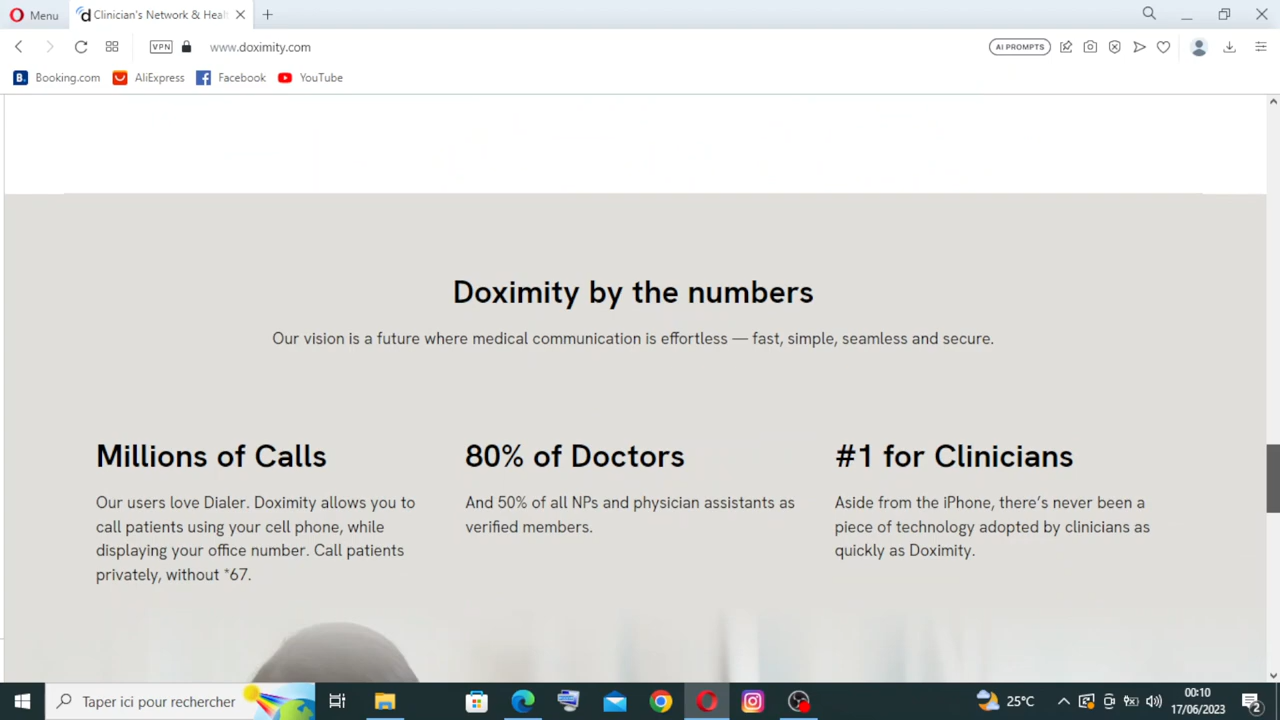 Menu
Clinician's Network & Heal
VPN
www.doximity.com
AI PROMPTS
B.
Booking.com
AliExpress
Facebook
YouTube
Doximity by the numbers
Our vision is a future where medical communication is effortless — fast, simple, seamless and secure.
Millions of Calls
Our users love Dialer. Doximity allows you to
call patients using your cell phone, while
displaying your office number. Call patients
privately, without *67.
80% of Doctors
And 50% of all NPs and physician assistants as
verified members.
#1 for Clinicians
Aside from the iPhone, there’s never been a
piece of technology adopted by clinicians as
quickly as Doximity.
Taper ici pour rechercher
25°C
00:10
17/06/2023
2